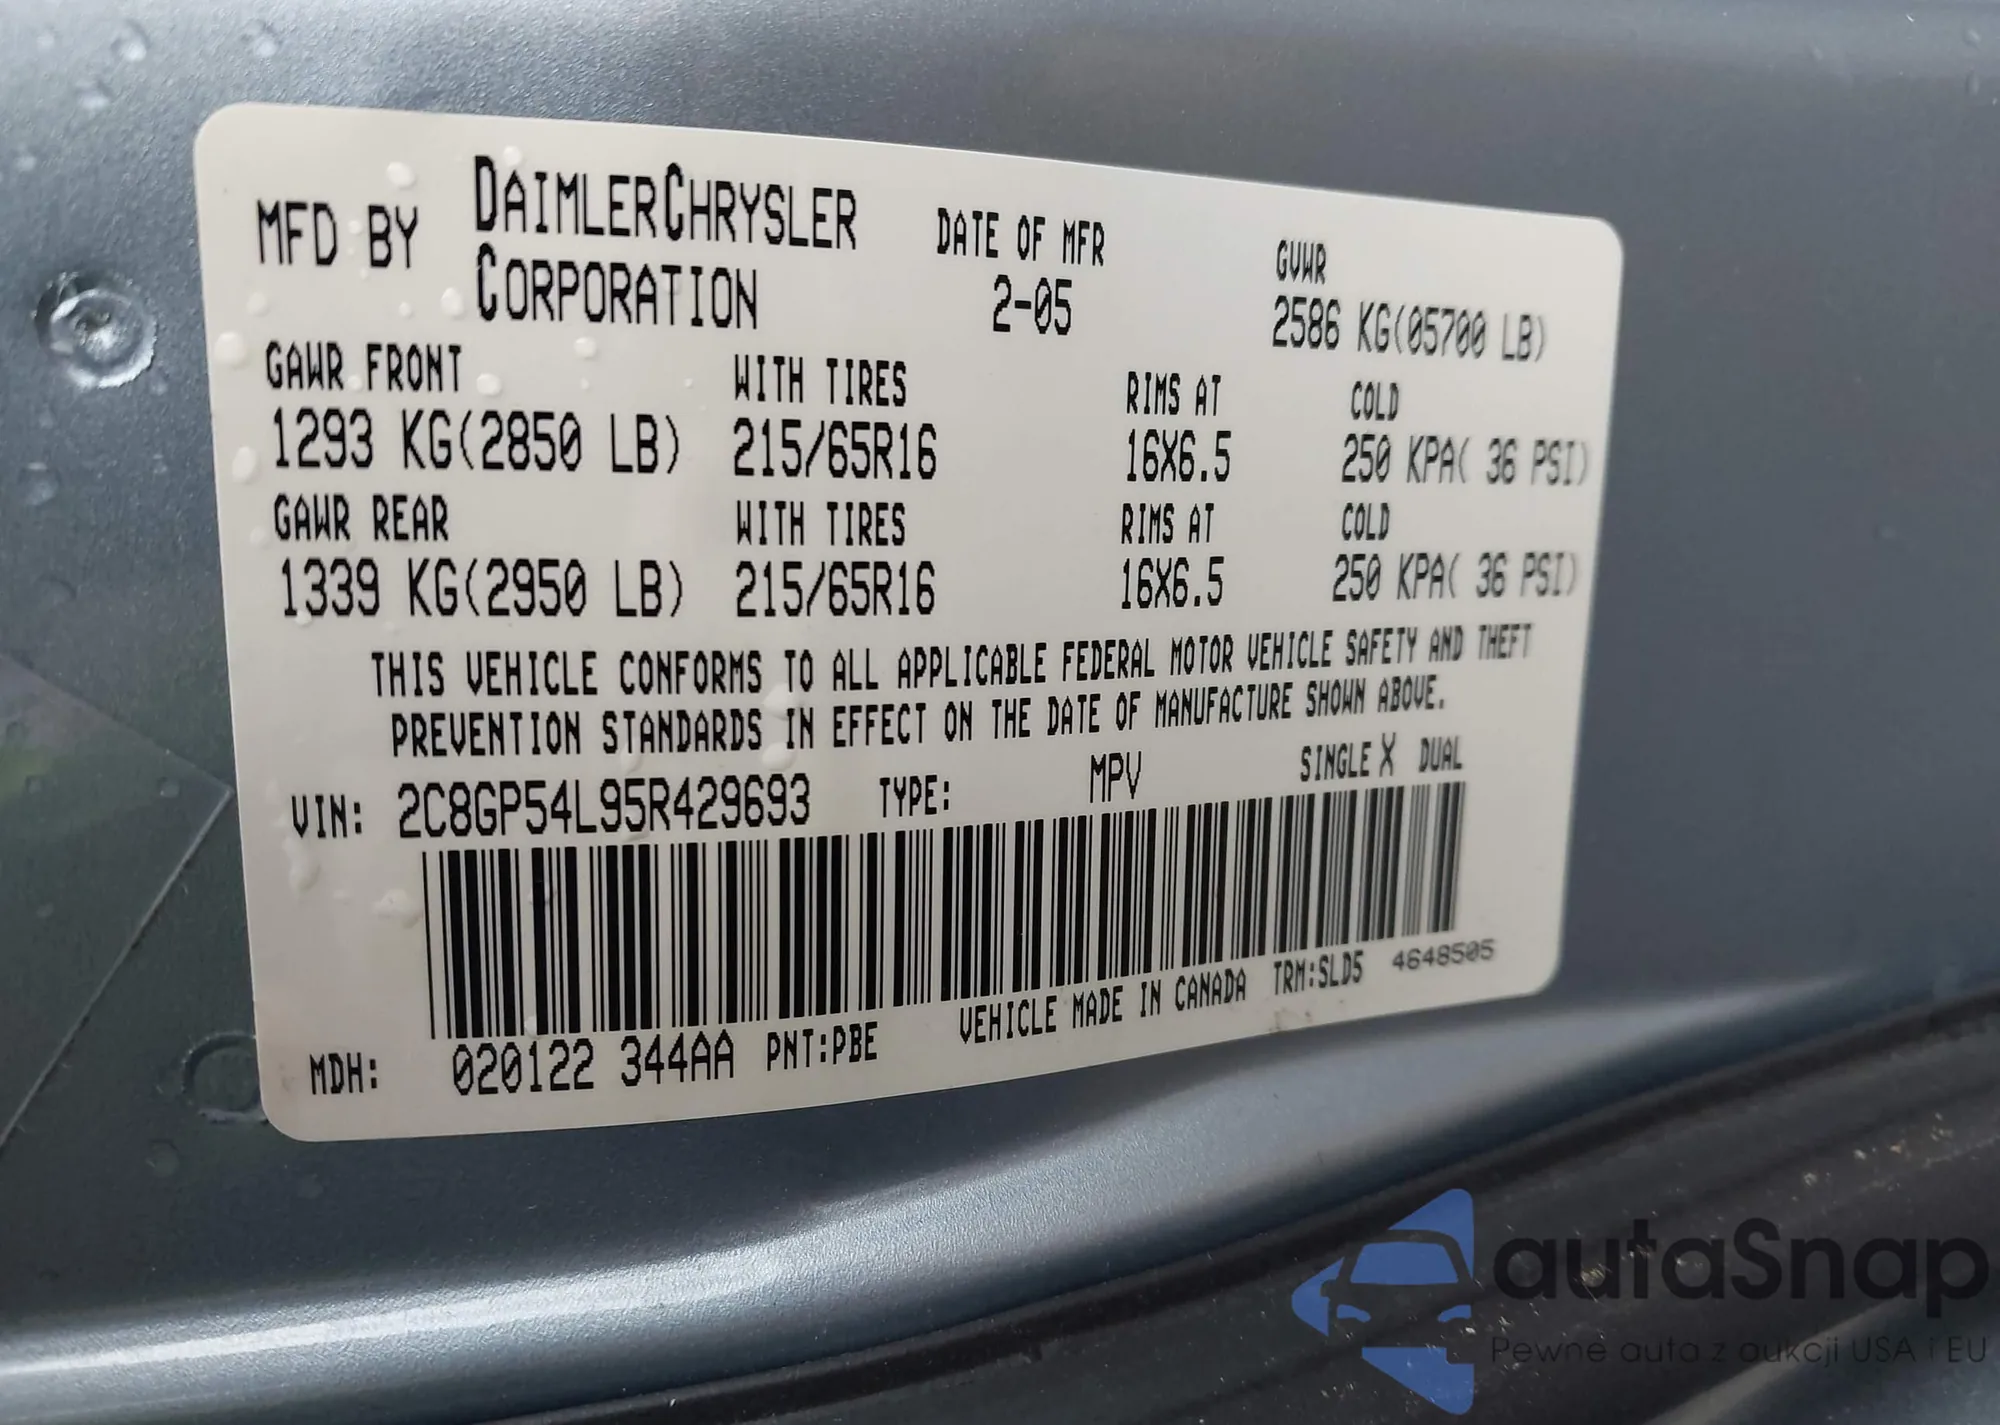 MFD BY DAIMLERCHRYSLER CORPORATION DATE OF MFR 2-05 GVWR 2586 KG(05700 LB)
GAWR FRONT WITH TIRES RIMS AT COLD
1293 KG(2850 LB) 215/65R16 16X6.5 250 KPA( 36 PSI)
GAWR REAR WITH TIRES RIMS AT COLD
1339 KG(2950 LB) 215/65R16 16X6.5 250 KPA( 36 PSI)
THIS VEHICLE CONFORMS TO ALL APPLICABLE FEDERAL MOTOR VEHICLE SAFETY AND THEFT
PREVENTION STANDARDS IN EFFECT ON THE DATE OF MANUFACTURE SHOWN ABOVE.
VIN: 2C8GP54L95R429693 TYPE: MPV SINGLE X DUAL
MDH: 020122 344AA PNT:PBE VEHICLE MADE IN CANADA TRM:SLD5 4648505
autaSnap
Pewne auta z aukcji USA i EU